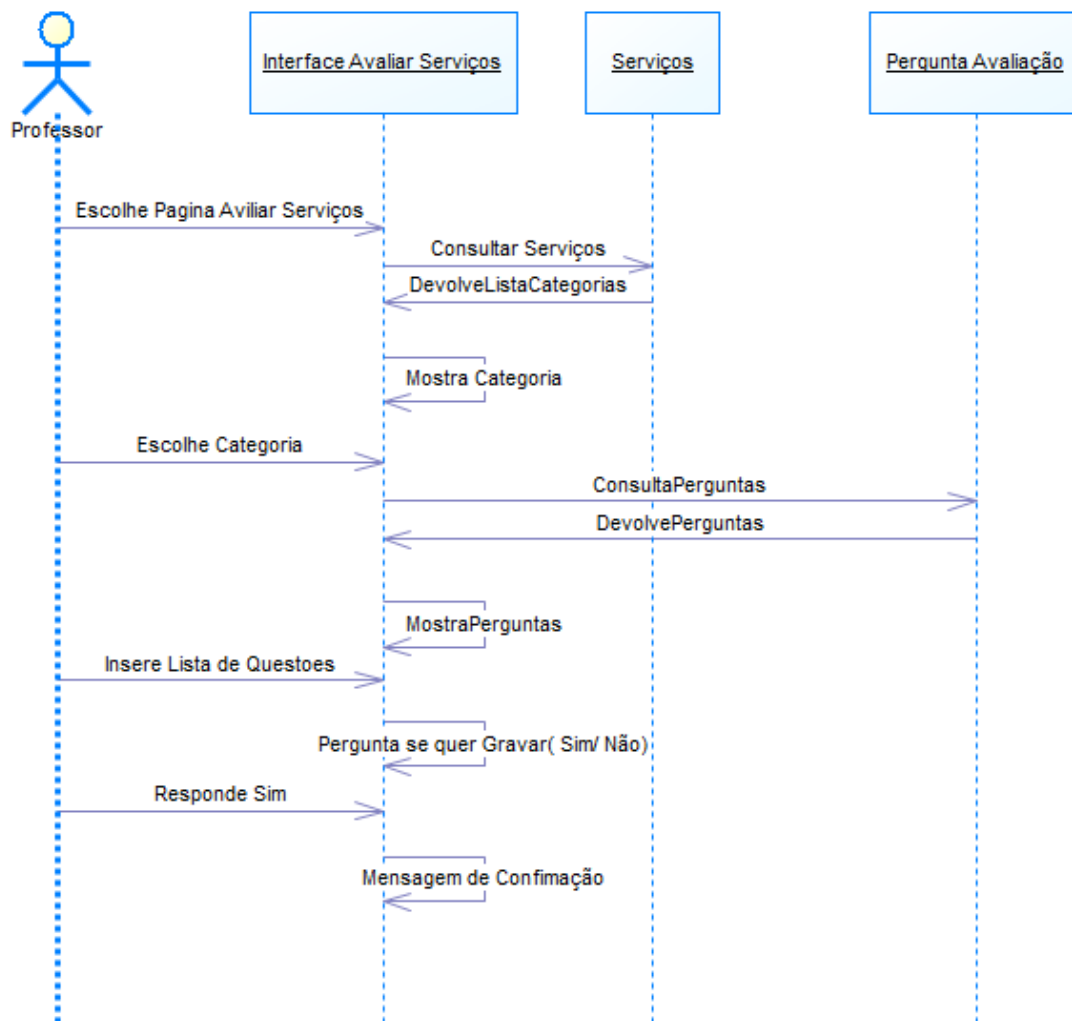 Interface Avaliar Serviços
Serviços
Pergunta Avaliação
Professor
Escolhe Pagina Aviliar Serviços
Consultar Serviços
DevolveListaCategorias
Mostra Categoria
Escolhe Categoria
ConsultaPerguntas
DevolvePerguntas
MostraPerguntas
Insere Lista de Questoes
Pergunta se quer Gravar( Sim/ Não)
Responde Sim
Mensagem de Confimação